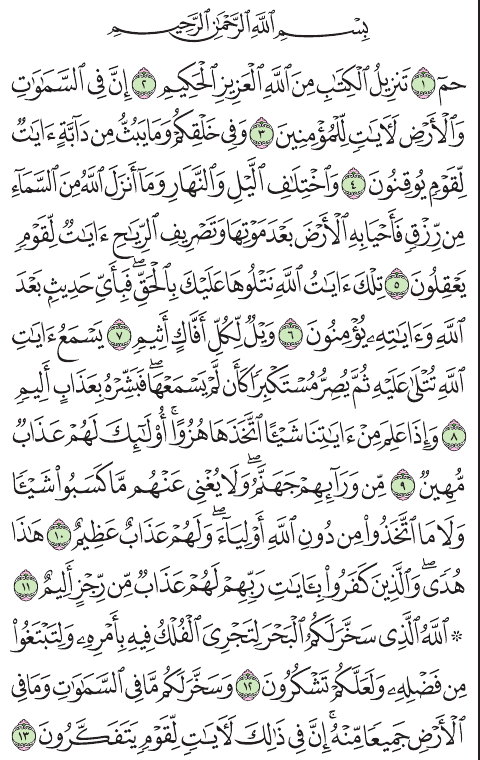 بِسْمِ ٱللَّهِ ٱلرَّحْمَٰنِ ٱلرَّحِيمِ
حمٓ ١ تَنزِيلُ ٱلْكِتَٰبِ مِنَ ٱللَّهِ ٱلْعَزِيزِ ٱلْحَكِيمِ ٢ إِنَّ فِى ٱلسَّمَٰوَٰتِ
وَٱلْأَرْضِ لَءَايَٰتٍ لِّلْمُؤْمِنِينَ ٣ وَفِى خَلْقِكُمْ وَمَا يَبُثُّ مِن دَآبَّةٍ ءَايَٰتٌ
لِّقَوْمٍ يُوقِنُونَ ٤ وَٱخْتِلَٰفِ ٱلَّيْلِ وَٱلنَّهَارِ وَمَآ أَنزَلَ ٱللَّهُ مِنَ ٱلسَّمَآءِ
مِن رِّزْقٍ فَأَحْيَا بِهِ ٱلْأَرْضَ بَعْدَ مَوْتِهَا وَتَصْرِيفِ ٱلرِّيَٰحِ ءَايَٰتٌ لِّقَوْمٍ
يَعْقِلُونَ ٥ تِلْكَ ءَايَٰتُ ٱللَّهِ نَتْلُوهَا عَلَيْكَ بِٱلْحَقِّ ۖ فَبِأَىِّ حَدِيثٍۭ بَعْدَ
ٱللَّهِ وَءَايَٰتِهِۦ يُؤْمِنُونَ ٦ وَيْلٌ لِّكُلِّ أَفَّاكٍ أَثِيمٍ ٧ يَسْمَعُ ءَايَٰتِ
ٱللَّهِ تُتْلَىٰ عَلَيْهِ ثُمَّ يُصِرُّ مُسْتَكْبِرًا كَأَن لَّمْ يَسْمَعْهَا ۖ فَبَشِّرْهُ بِعَذَابٍ أَلِيمٍ
٨ وَإِذَا عَلِمَ مِنْ ءَايَٰتِنَا شَيْـًٔا ٱتَّخَذَهَا هُزُوًا ۚ أُو۟لَٰٓئِكَ لَهُمْ عَذَابٌ
مُّهِينٌ ٩ مِّن وَرَآئِهِمْ جَهَنَّمُ ۖ وَلَا يُغْنِى عَنْهُم مَّا كَسَبُوا۟ شَيْـًٔا
وَلَا مَا ٱتَّخَذُوا۟ مِن دُونِ ٱللَّهِ أَوْلِيَآءَ ۖ وَلَهُمْ عَذَابٌ عَظِيمٌ ١٠ هَٰذَا
هُدًى ۖ وَٱلَّذِينَ كَفَرُوا۟ بِـَٔايَٰتِ رَبِّهِمْ لَهُمْ عَذَابٌ مِّن رِّجْزٍ أَلِيمٌ ١١
* ٱللَّهُ ٱلَّذِى سَخَّرَ لَكُمُ ٱلْبَحْرَ لِتَجْرِىَ ٱلْفُلْكُ فِيهِ بِأَمْرِهِۦ وَلِتَبْتَغُوا۟
مِن فَضْلِهِۦ وَلَعَلَّكُمْ تَشْكُرُونَ ١٢ وَسَخَّرَ لَكُم مَّا فِى ٱلسَّمَٰوَٰتِ وَمَا فِى
ٱلْأَرْضِ جَمِيعًا مِّنْهُ ۚ إِنَّ فِى ذَٰلِكَ لَءَايَٰتٍ لِّقَوْمٍ يَتَفَكَّرُونَ ١٣